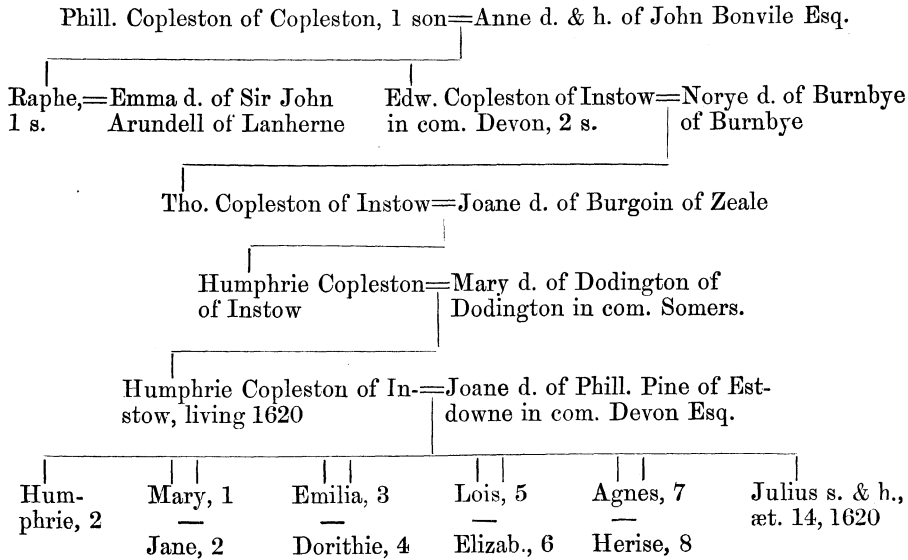 Phill. Copleston of Copleston, 1 son=Anne d. & h. of John Bonvile Esq.
Raphe,=Emma d. of Sir John
1 s. Arundell of Lanherne
Edw. Copleston of Instow=Norye d. of Burnbye
in com. Devon, 2 s. of Burnbye
Tho. Copleston of Instow=Joane d. of Burgoin of Zeale
Humphrie Copleston=Mary d. of Dodington of
of Instow Dodington in com. Somers.
Humphrie Copleston of In-=Joane d. of Phill. Pine of Est-
stow, living 1620 downe in com. Devon Esq.
Hum-
phrie, 2
Mary, 1
Jane, 2
Emilia, 3
Dorithie, 4
Lois, 5
Elizab., 6
Agnes, 7
Herise, 8
Julius s. & h.,
æt. 14, 1620